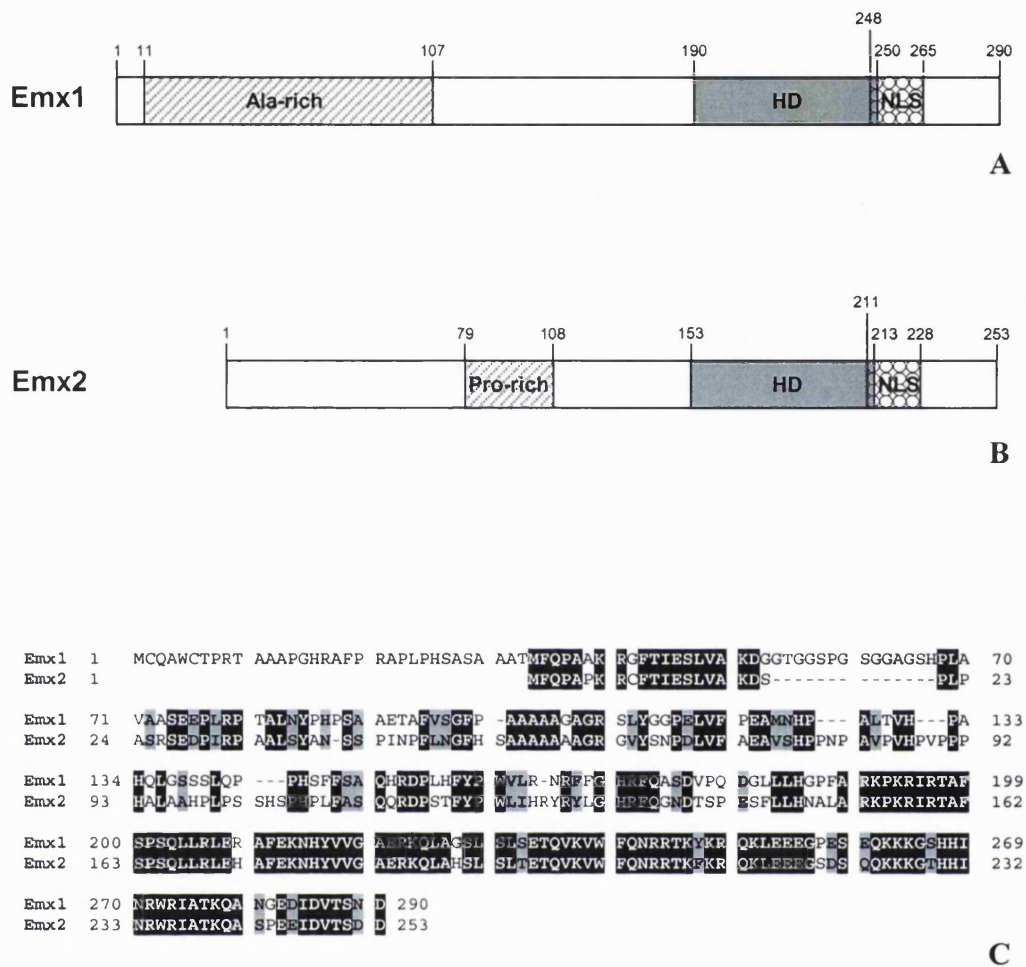 248
1 11 107 190 250 265 290
Emx1 Ala-rich HD NLS
A
211
1 79 108 153 213 228 253
Emx2 Pro-rich HD NLS
B
Emx1 1 MCQAWCTPRT AAAPGHRAFP RAPLPHSASA AATMFQPAAK RGFTIESLVA KDGGTGGSPG SGGAGSHPLA 70
Emx2 1 MFQPAPK RCFTIESLVA KDS------- --------PLP 23
Emx1 71 VAASEEPLRP TALNYPHPSA AETAFVSGFP -AAAAAGAGR SLYGGPELVF PEAMNHP--- ALTVH---PA 133
Emx2 24 ASRSEDPIRP AALSYAN-SS PINPFLNGFH SAAAAAAAGR GVYSNPDLVF AEAVSHPPNP AVPVHPVPPP 92
Emx1 134 HQLGSSSLQP ---PHSFFSA QHRDPLHFYP WVLR-NRFFG HRFQASDVPQ DGLLLHGPFA RKPKRIRTAF 199
Emx2 93 HALAAHPLPS SHSPHPLFAS QQRDPSTFYP WLIHRYRYLG HRFQGNDTSP ESFLLHNALA RKPKRIRTAF 162
Emx1 200 SPSQLLRLER AFEKNHYVVG AERKQLAGSL SLSETQVKVW FQNRRTKYKR QKLEEEGPES EQKKKGSHHI 269
Emx2 163 SPSQLLRLEH AFEKNHYVVG AERKQLAHSL SLTETQVKVW FQNRRTKFKR QKLEEEGSDS QQKKKGTHHI 232
Emx1 270 NRWRIATKQA NGEDIDVTSN D 290
Emx2 233 NRWRIATKQA SPEEIDVTSD D 253
C